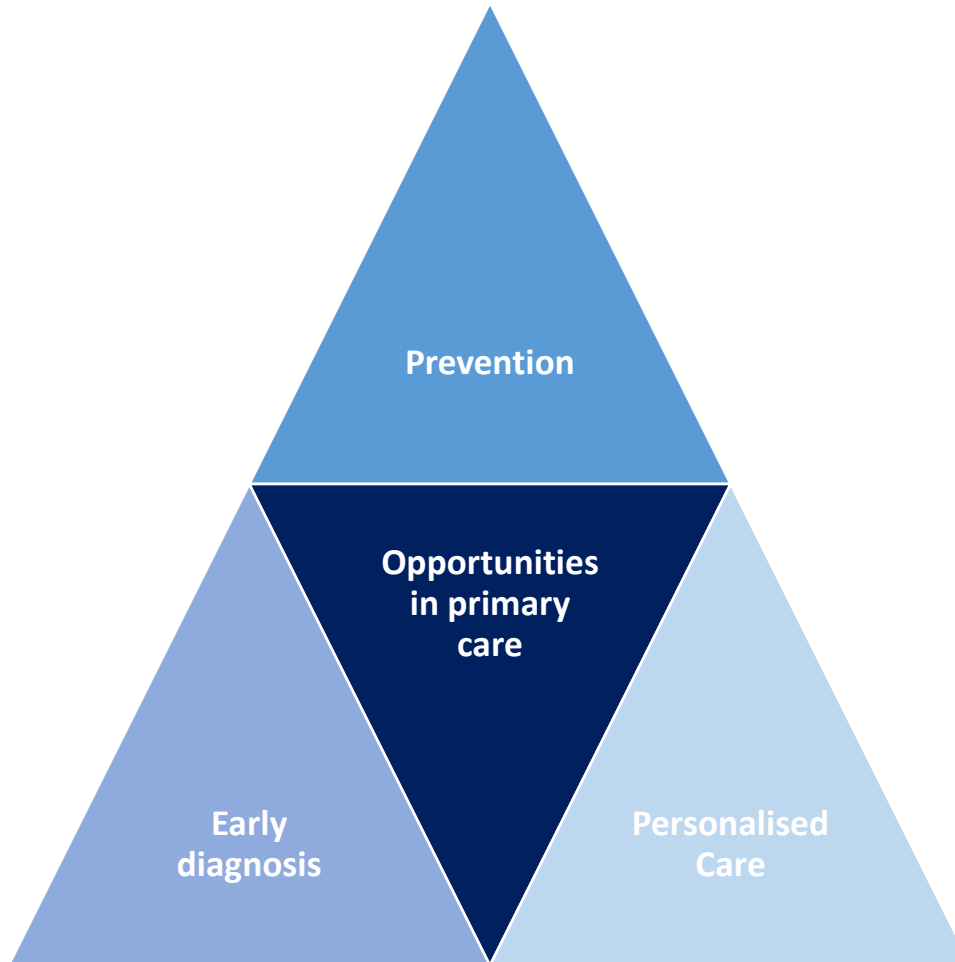 Prevention
Opportunities
in primary
care
Early
diagnosis
Personalised
Care